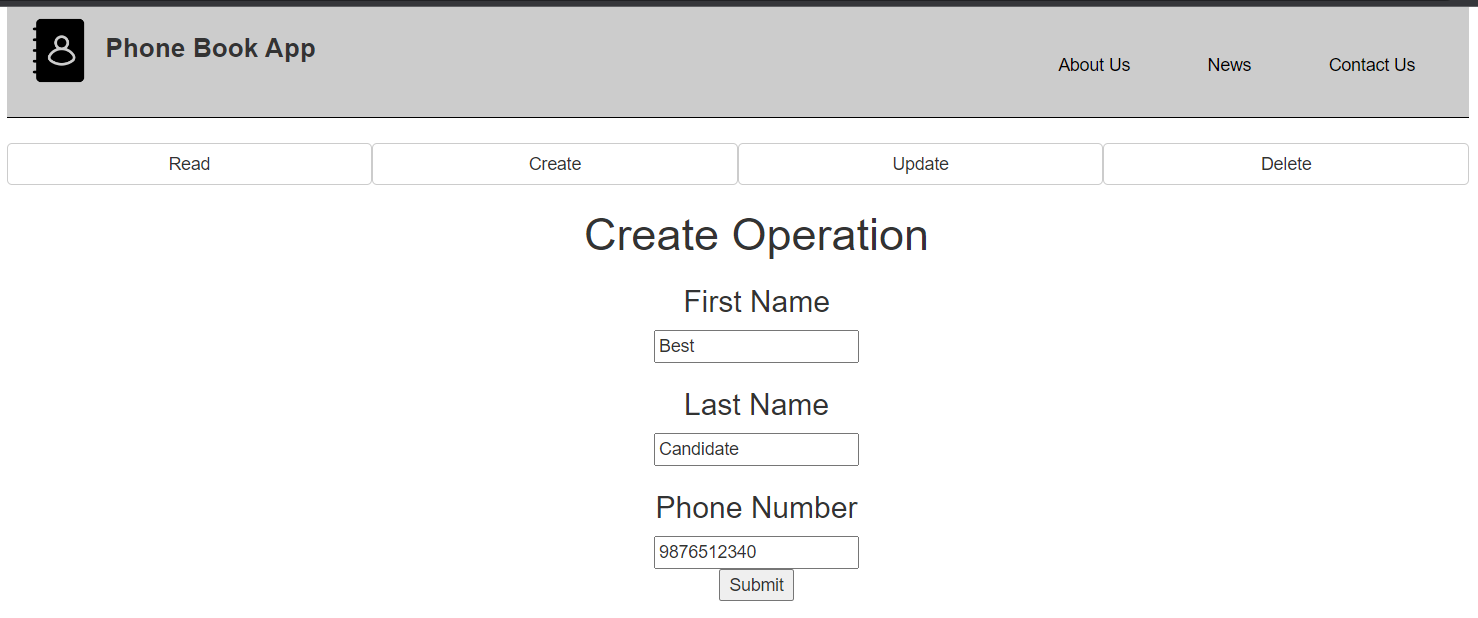 Phone Book App
About Us News Contact Us
Read Create Update Delete
Create Operation
First Name
Best
Last Name
Candidate
Phone Number
9876512340
Submit